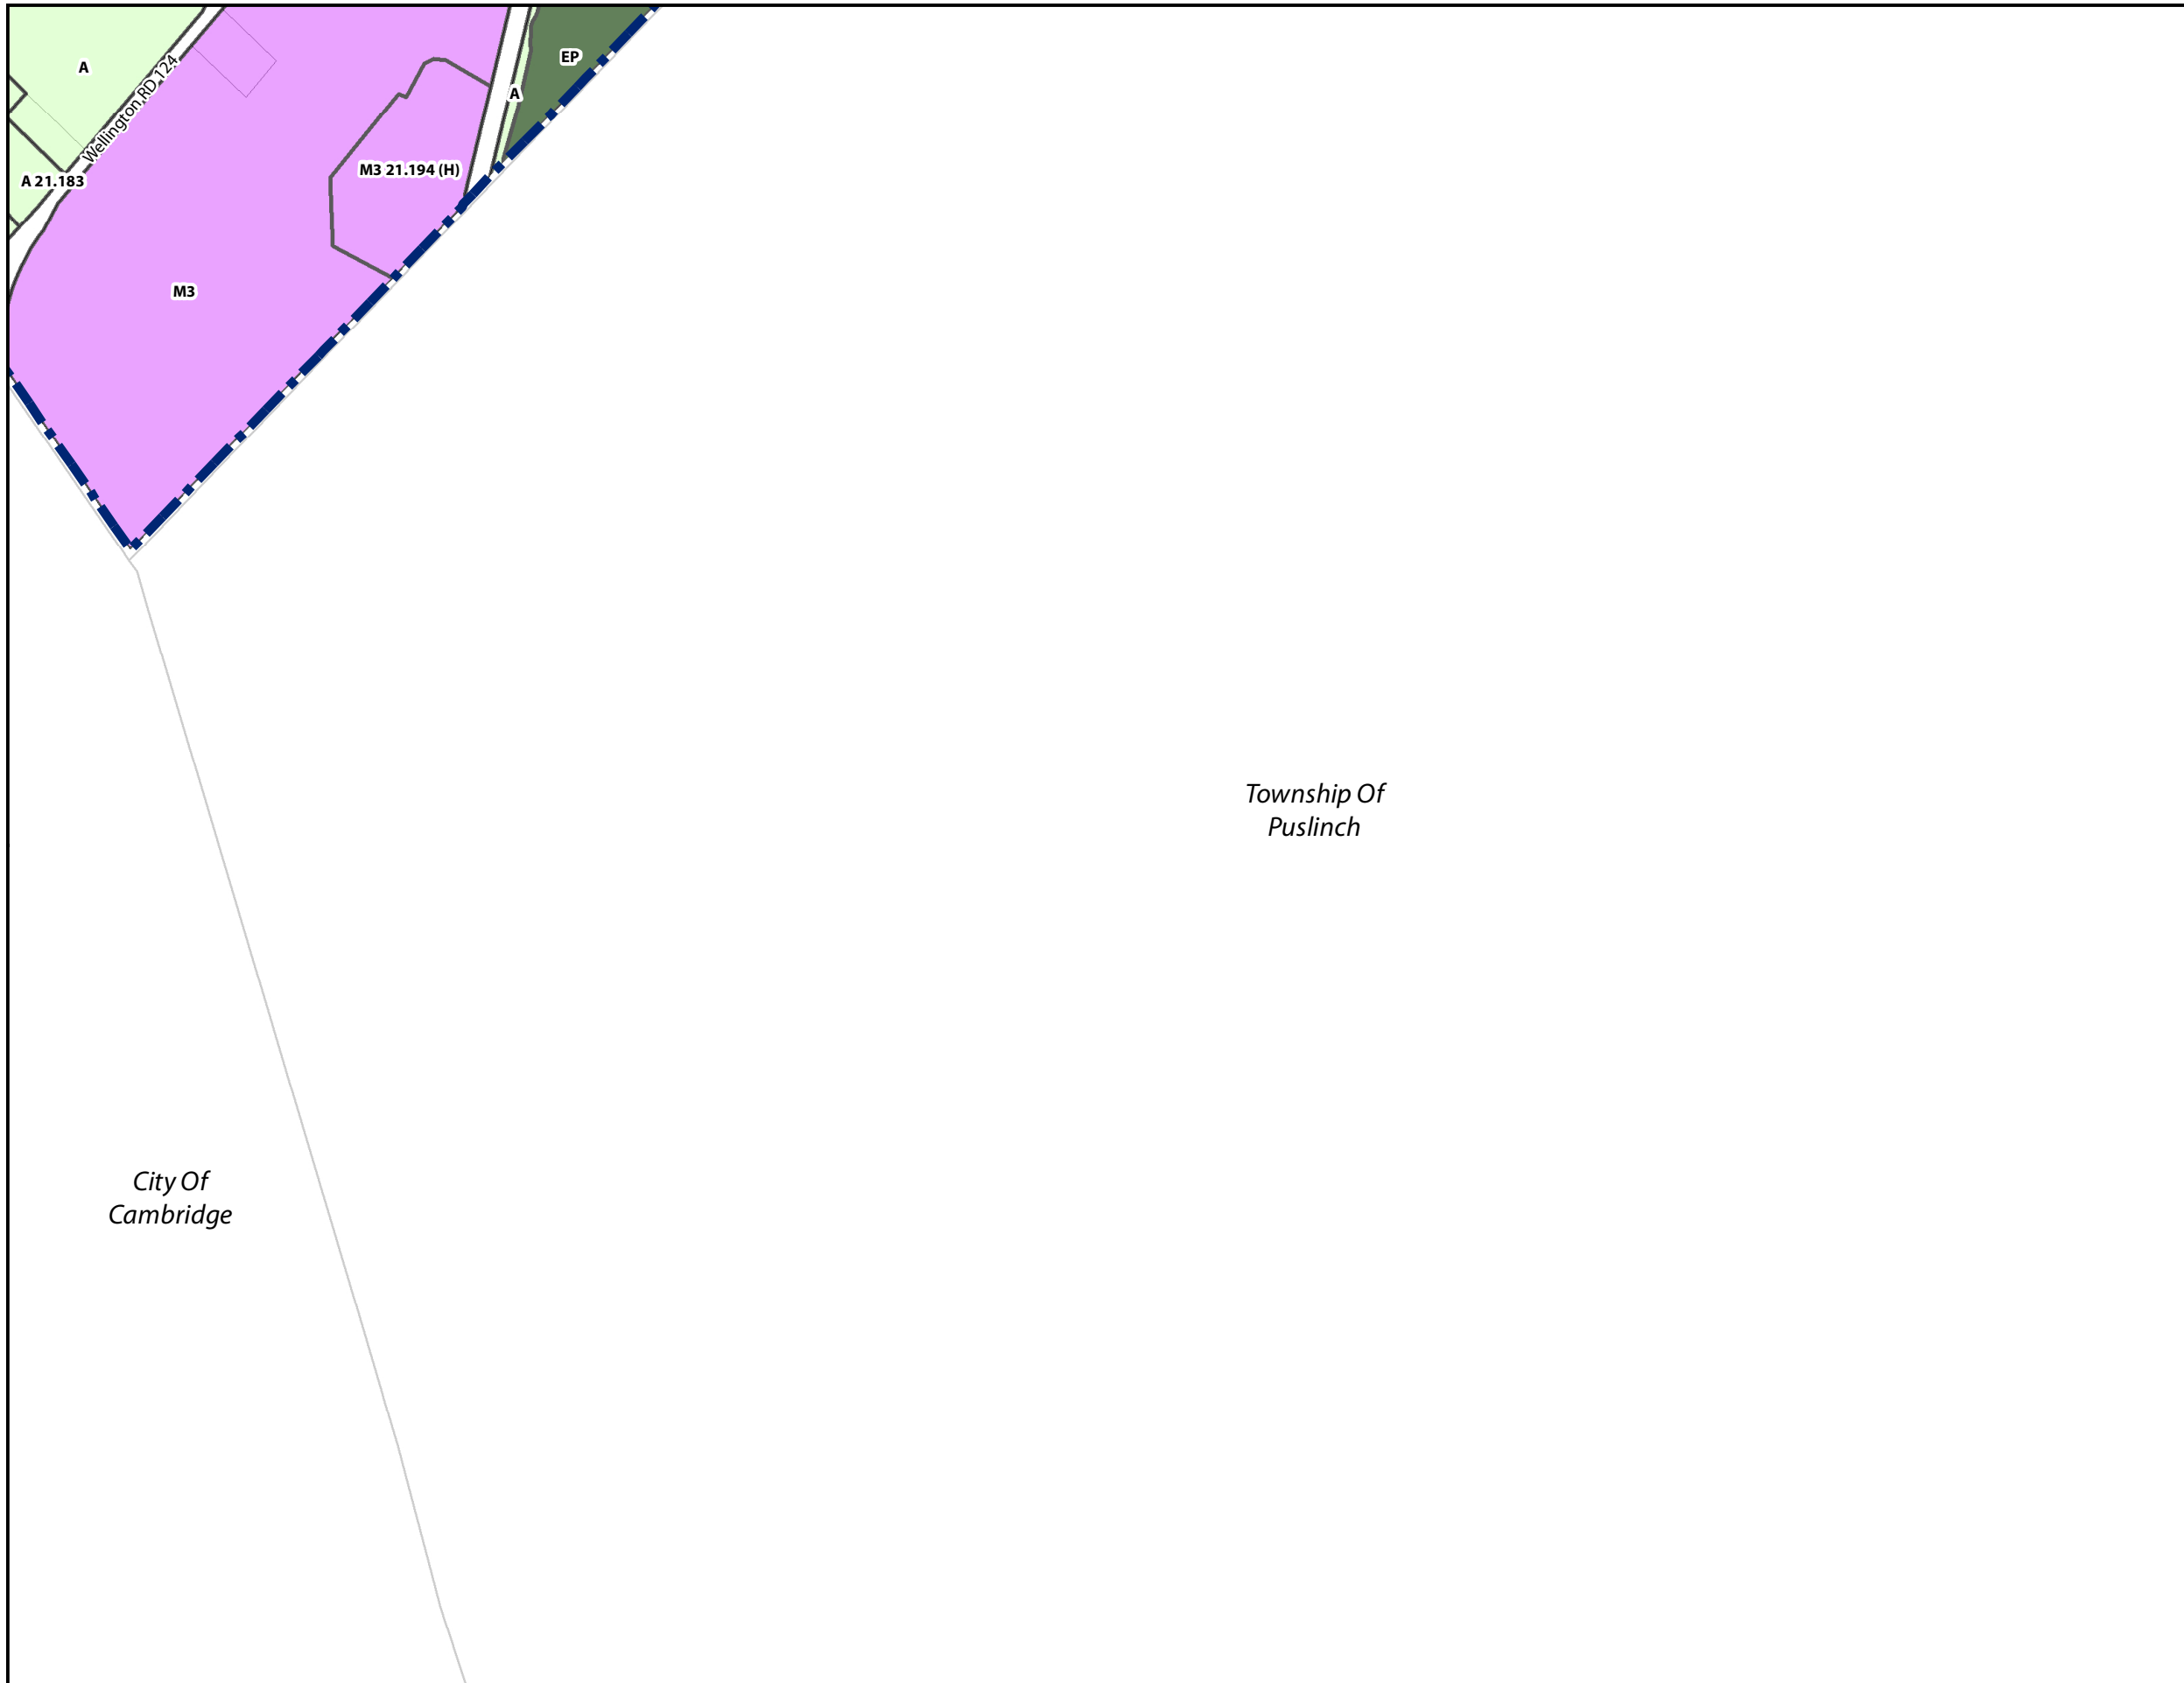 A
EP
Wellington RD 124
A
M3 21.194 (H)
A 21.183
M3
Township Of
Puslinch
City Of
Cambridge